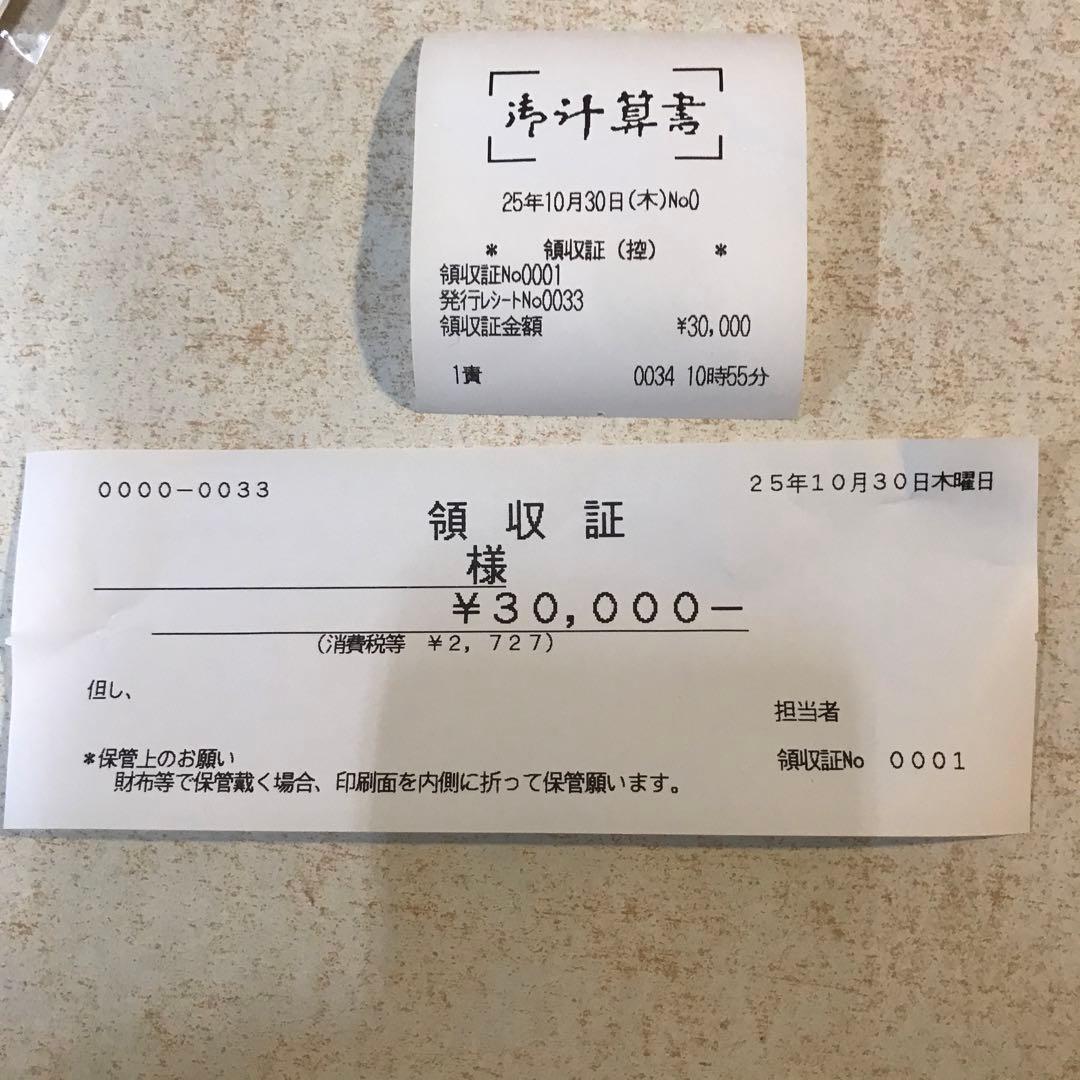 御計算書
25年10月30日(木)No0
* 領収証(控) *
領収証No0001
発行ﾚｼｰﾄNo0033
領収証金額 ¥30,000
1責 0034 10時55分
００００－００３３ ２５年１０月３０日木曜日
領収証
様
￥３０，０００－
(消費税等 ￥２，７２７)
但し、
担当者
*保管上のお願い 領収証No ０００１
財布等で保管戴く場合、印刷面を内側に折って保管願います。